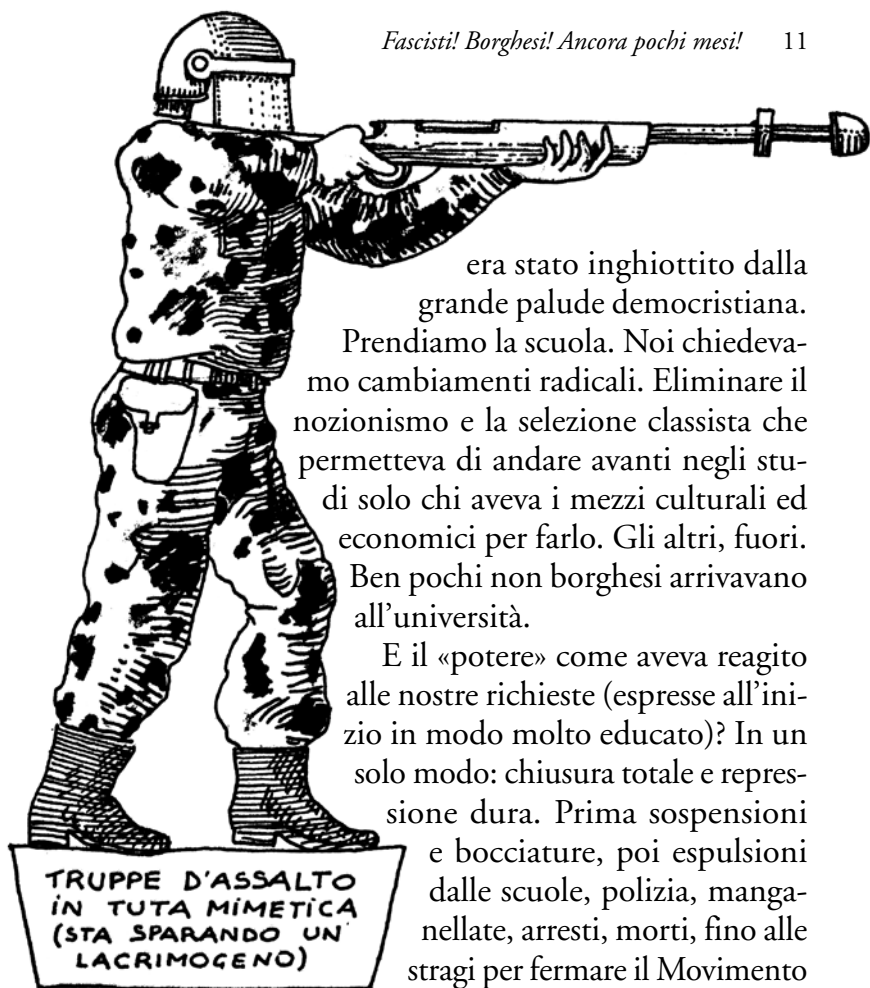 Fascisti! Borghesi! Ancora pochi mesi! 11
era stato inghiottito dalla
grande palude democristiana.
Prendiamo la scuola. Noi chiedeva-
mo cambiamenti radicali. Eliminare il
nozionismo e la selezione classista che
permetteva di andare avanti negli stu-
di solo chi aveva i mezzi culturali ed
economici per farlo. Gli altri, fuori.
Ben pochi non borghesi arrivavano
all'università.
E il «potere» come aveva reagito
alle nostre richieste (espresse all'ini-
zio in modo molto educato)? In un
solo modo: chiusura totale e repres-
sione dura. Prima sospensioni
e bocciature, poi espulsioni
dalle scuole, polizia, manga-
nellate, arresti, morti, fino alle
stragi per fermare il Movimento
TRUPPE D'ASSALTO
IN TUTA MIMETICA
(STA SPARANDO UN
LACRIMOGENO)